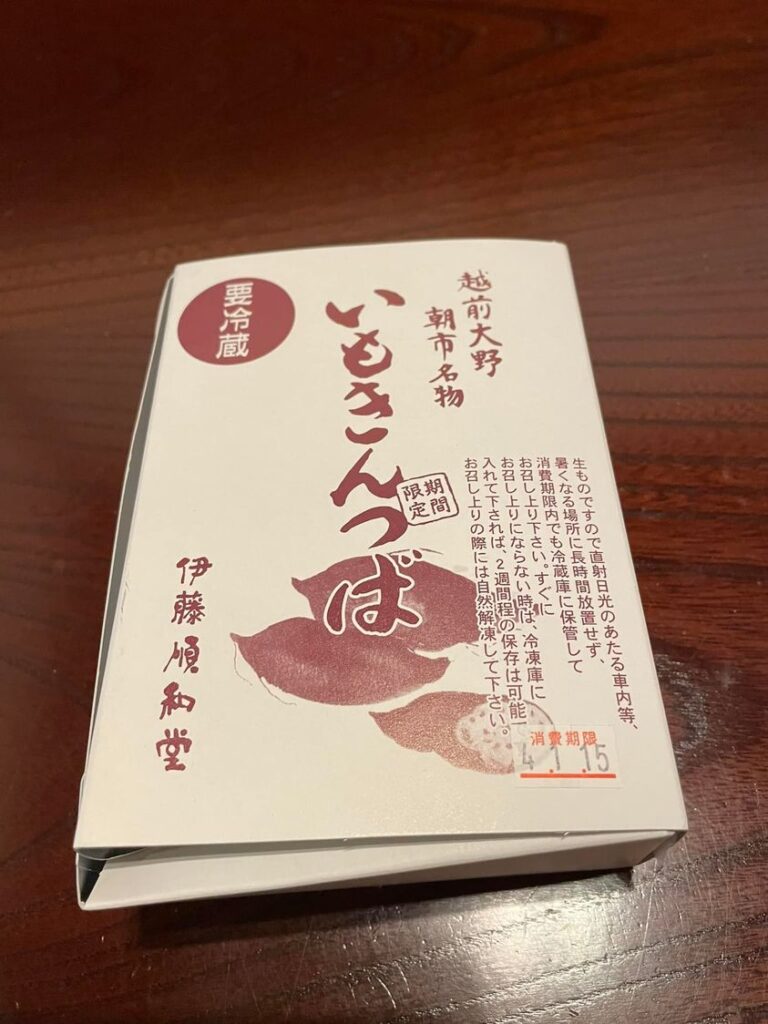 越前大野
朝市名物
いもきんつば
期間
限定
要冷蔵
生ものですので直射日光のあたる車内等、
暑くなる場所に長時間放置せず、
消費期限内でも冷蔵庫に保管して
お召し上り下さい。すぐに
お召し上りにならない時は、冷凍庫に
入れて下されば、2週間程の保存は可能
お召し上りの際には自然解凍して下さい。
伊藤順和堂
消費期限
4.1.15